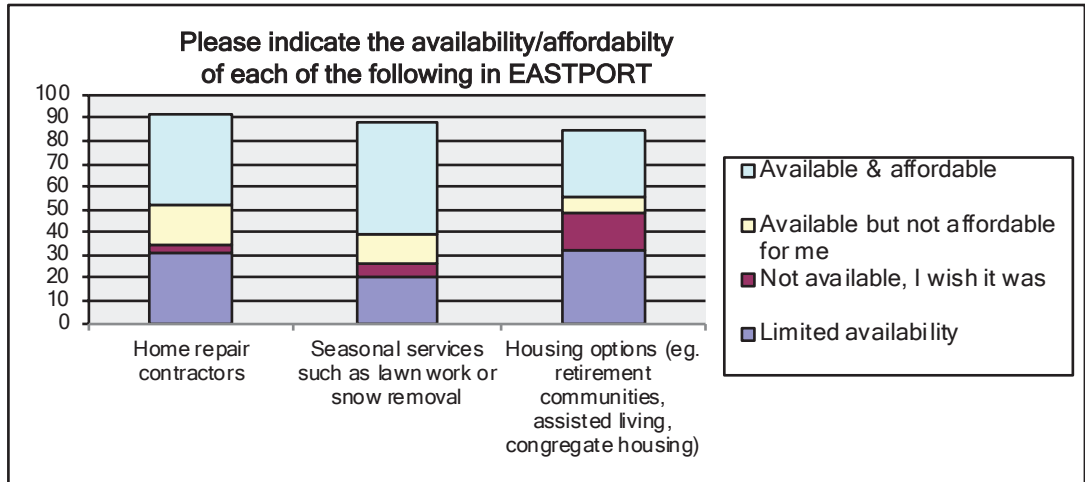 Please indicate the availability/affordabilty
of each of the following in EASTPORT
100
90
80
70
60
50
40
30
20
10
0
Home repair
contractors
Seasonal services
such as lawn work or
snow removal
Housing options (eg.
retirement
communities,
assisted living,
congregate housing)
Available & affordable
Available but not affordable
for me
Not available, I wish it was
Limited availability